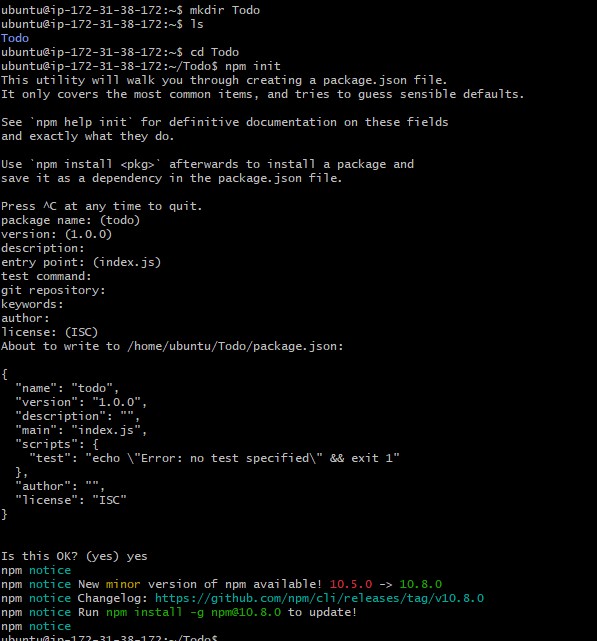 ubuntu@ip-172-31-38-172:~$ mkdir Todo
ubuntu@ip-172-31-38-172:~$ ls
Todo
ubuntu@ip-172-31-38-172:~$ cd Todo
ubuntu@ip-172-31-38-172:~/Todo$ npm init
This utility will walk you through creating a package.json file.
It only covers the most common items, and tries to guess sensible defaults.

See `npm help init` for definitive documentation on these fields
and exactly what they do.

Use `npm install <pkg>` afterwards to install a package and
save it as a dependency in the package.json file.

Press ^C at any time to quit.
package name: (todo)
version: (1.0.0)
description:
entry point: (index.js)
test command:
git repository:
keywords:
author:
license: (ISC)
About to write to /home/ubuntu/Todo/package.json:

{
  "name": "todo",
  "version": "1.0.0",
  "description": "",
  "main": "index.js",
  "scripts": {
    "test": "echo \"Error: no test specified\" && exit 1"
  },
  "author": "",
  "license": "ISC"
}


Is this OK? (yes) yes
npm notice
npm notice New minor version of npm available! 10.5.0 -> 10.8.0
npm notice Changelog: https://github.com/npm/cli/releases/tag/v10.8.0
npm notice Run npm install -g npm@10.8.0 to update!
npm notice
ubuntu@ip-172-31-38-172:~/Todo$